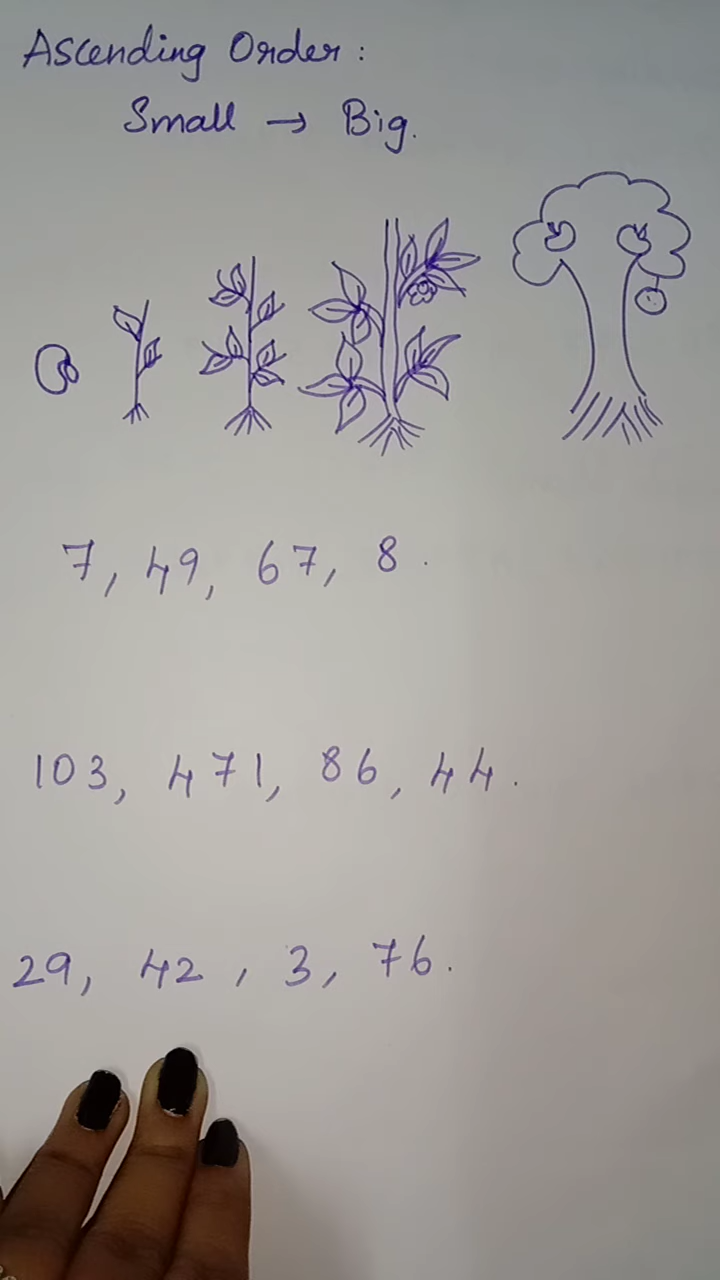 Ascending Order :
Small → Big.
7, 49, 67, 8.
103, 471, 86, 44.
29, 42, 3, 76.